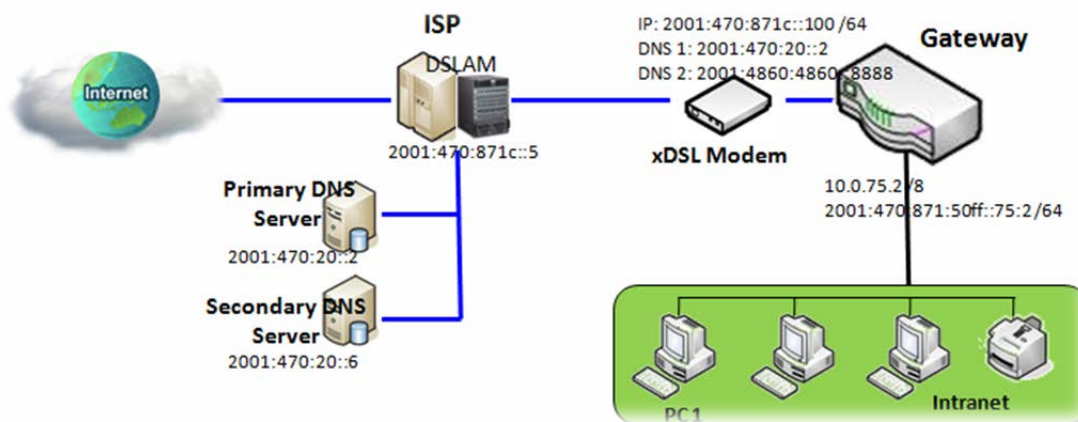 ISP
DSLAM
Internet
2001:470:871c::5
IP: 2001:470:871c::100 /64
DNS 1: 2001:470:20::2
DNS 2: 2001:4860:4860::8888
Gateway
xDSL Modem
10.0.75.2 /8
2001:470:871:50ff::75:2/64
Primary DNS
Server
2001:470:20::2
Secondary DNS
Server
2001:470:20::6
PC1
Intranet